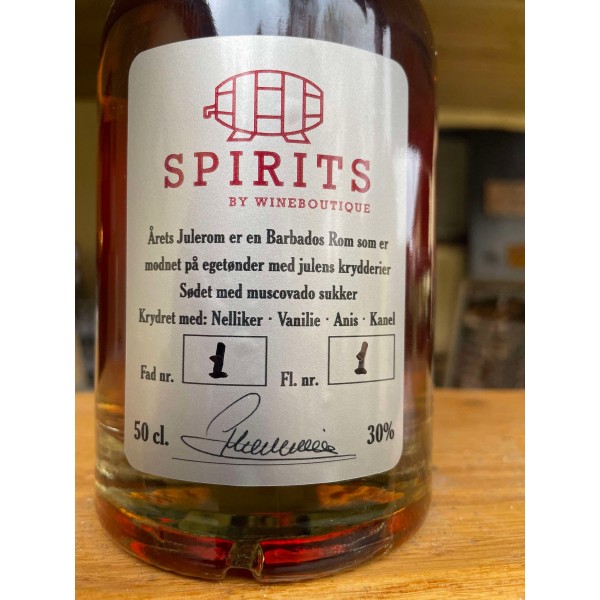 SPIRITS
BY WINEBOUTIQUE
Årets Julerom er en Barbados Rom som er
modnet på egetønder med julens krydderier
Sødet med muscovado sukker
Krydret med: Nelliker · Vanilie · Anis · Kanel
Fad nr. 1 Fl. nr. 1
50 cl. 30%